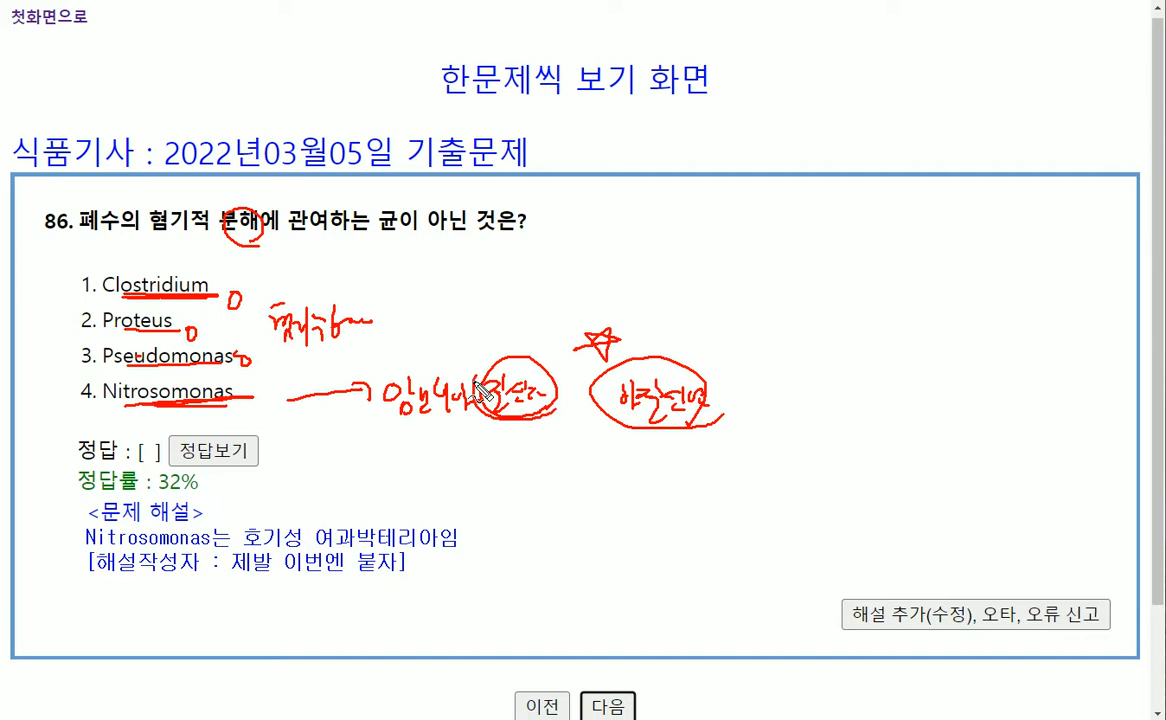 첫화면으로
한문제씩 보기 화면
식품기사 : 2022년03월05일 기출문제
86. 폐수의 혐기적 분해에 관여하는 균이 아닌 것은?
1. Clostridium
2. Proteus
3. Pseudomonas
4. Nitrosomonas
정답 : [ ] 정답보기
정답률 : 32%
<문제 해설>
Nitrosomonas는 호기성 여과박테리아임
[해설작성자 : 제발 이번엔 붙자]
해설 추가(수정), 오타, 오류 신고
이전 다음